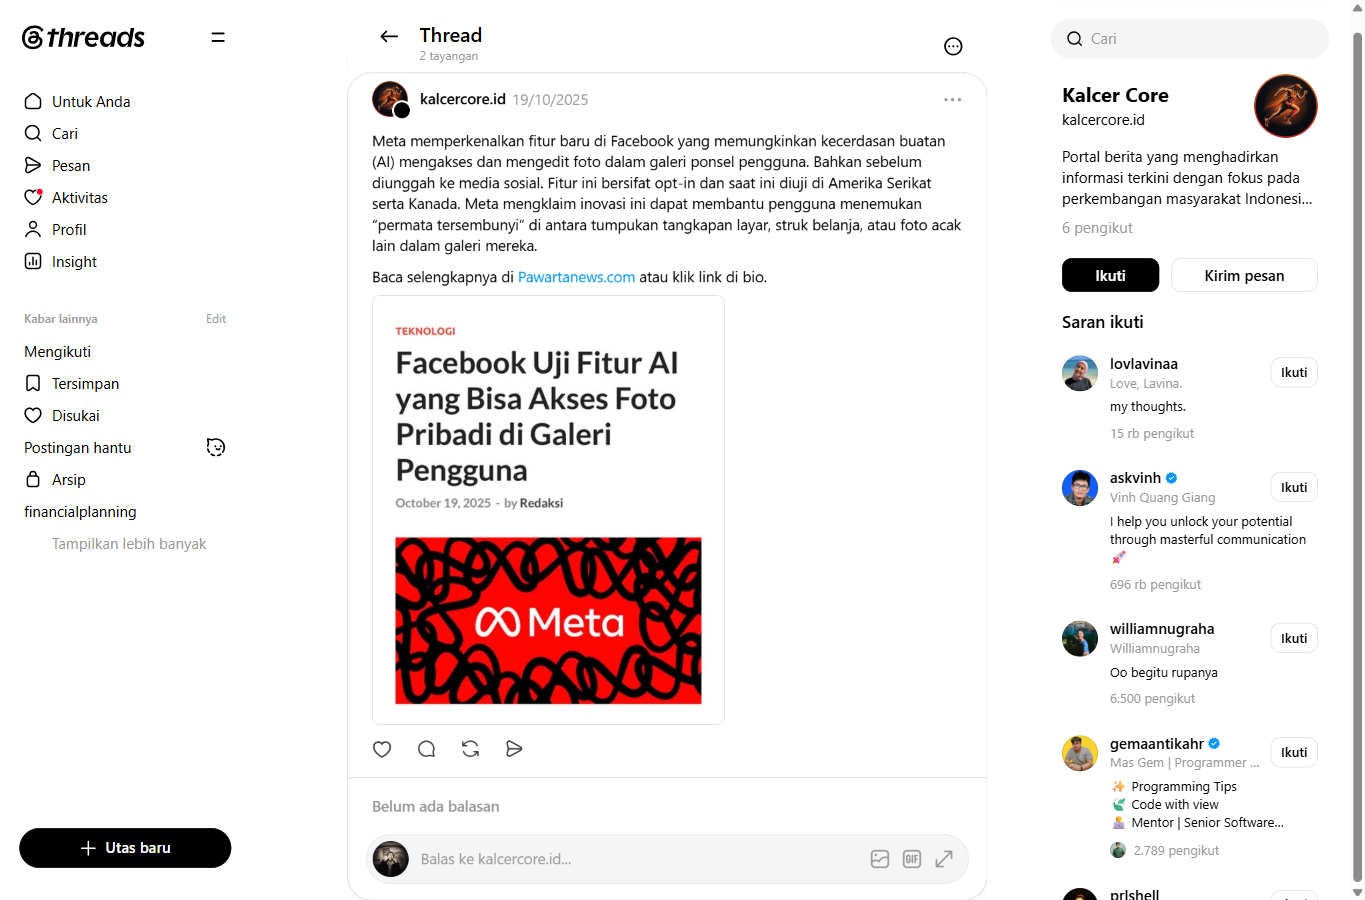 threads
Untuk Anda
Cari
Pesan
Aktivitas
Profil
Insight
Kabar lainnya
Edit
Mengikuti
Tersimpan
Disukai
Postingan hantu
Arsip
financialplanning
Tampilkan lebih banyak
Utas baru
Thread
2 tayangan
kalcercore.id 19/10/2025
Meta memperkenalkan fitur baru di Facebook yang memungkinkan kecerdasan buatan
(AI) mengakses dan mengedit foto dalam galeri ponsel pengguna. Bahkan sebelum
diunggah ke media sosial. Fitur ini bersifat opt-in dan saat ini diuji di Amerika Serikat
serta Kanada. Meta mengklaim inovasi ini dapat membantu pengguna menemukan
“permata tersembunyi” di antara tumpukan tangkapan layar, struk belanja, atau foto acak
lain dalam galeri mereka.
Baca selengkapnya di Pawartanews.com atau klik link di bio.
TEKNOLOGI
Facebook Uji Fitur AI
yang Bisa Akses Foto
Pribadi di Galeri
Pengguna
October 19, 2025 - by Redaksi
Meta
Belum ada balasan
Balas ke kalcercore.id...
GIF
Cari
Kalcer Core
kalcercore.id
Portal berita yang menghadirkan
informasi terkini dengan fokus pada
perkembangan masyarakat Indonesi...
6 pengikut
Ikuti
Kirim pesan
Saran ikuti
lovlavinaa
Love, Lavina.
Ikuti
my thoughts.
15 rb pengikut
askvinh
Vinh Quang Giang
Ikuti
I help you unlock your potential
through masterful communication
🚀
696 rb pengikut
williamnugraha
Williamnugraha
Ikuti
Oo begitu rupanya
6.500 pengikut
gemaantikahr
Mas Gem | Programmer ...
Ikuti
✨ Programming Tips
🌿 Code with view
👨‍💻 Mentor | Senior Software...
2.789 pengikut
prlshell